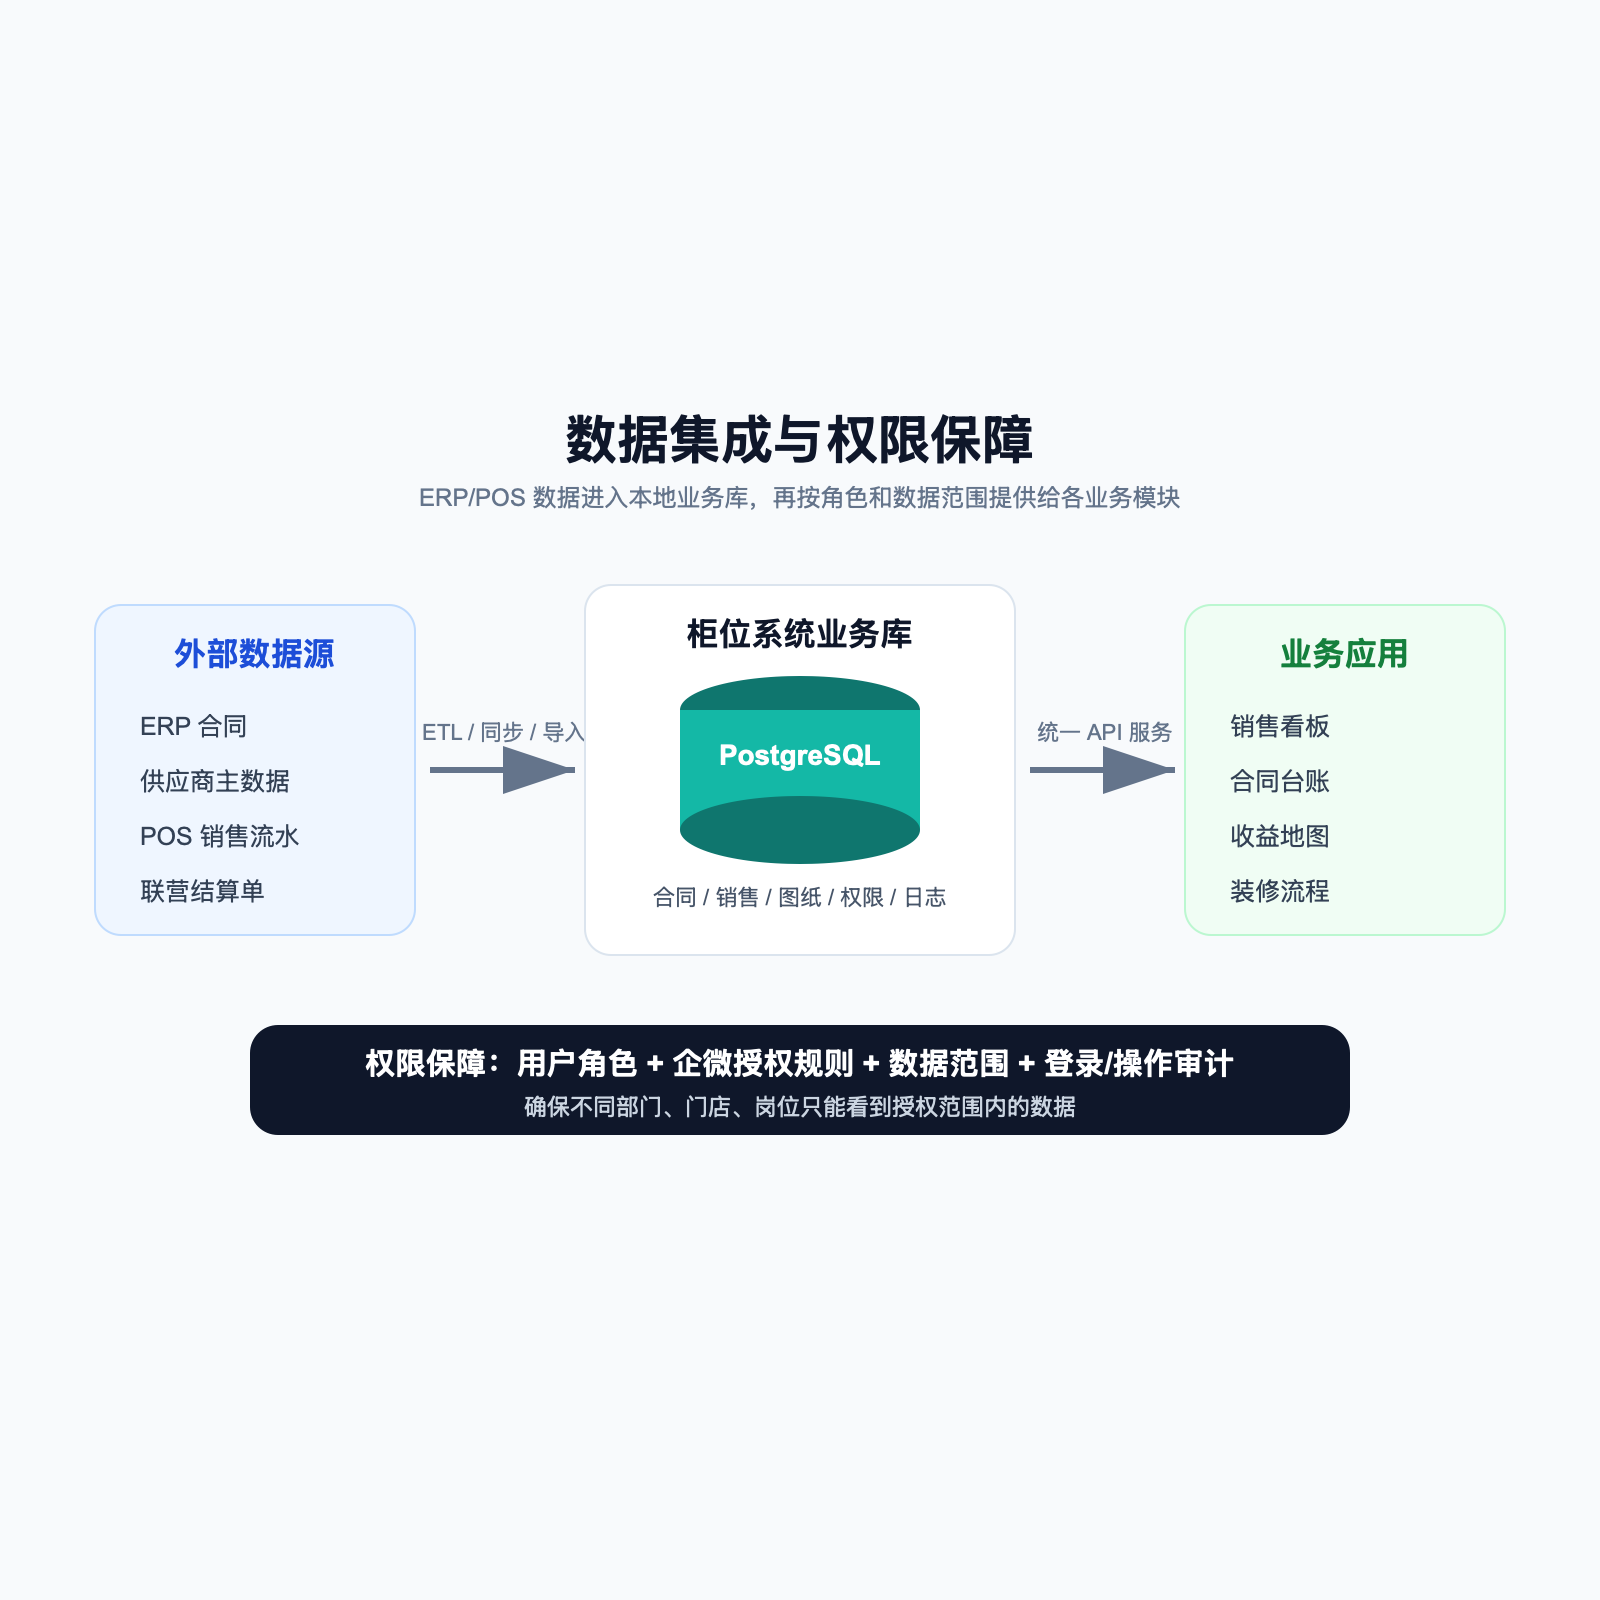 数据集成与权限保障
ERP/POS 数据进入本地业务库，再按角色和数据范围提供给各业务模块
外部数据源
ERP 合同
供应商主数据
POS 销售流水
联营结算单
ETL / 同步 / 导入
柜位系统业务库
PostgreSQL
合同 / 销售 / 图纸 / 权限 / 日志
统一 API 服务
业务应用
销售看板
合同台账
收益地图
装修流程
权限保障：用户角色 + 企微授权规则 + 数据范围 + 登录/操作审计
确保不同部门、门店、岗位只能看到授权范围内的数据